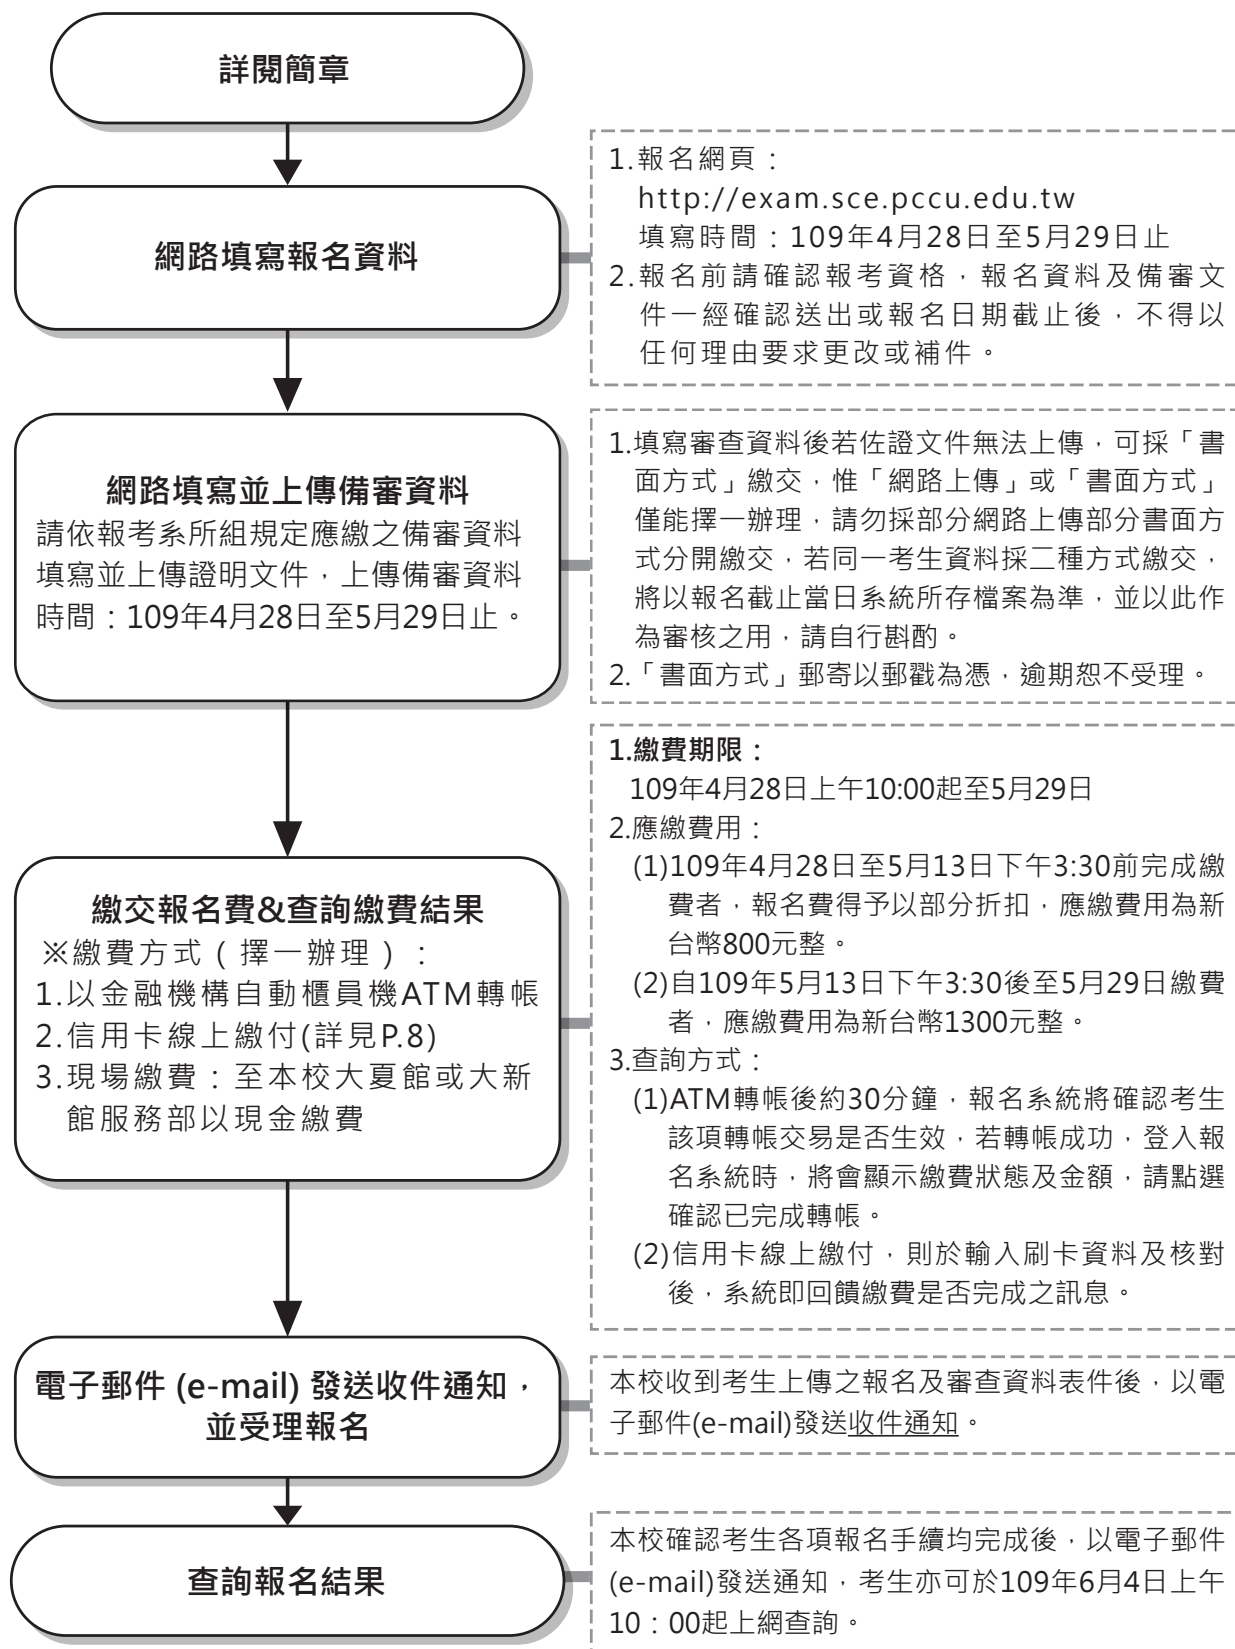 詳閱簡章
網路填寫報名資料
1.報名網頁：
http://exam.sce.pccu.edu.tw
填寫時間：109年4月28日至5月29日止
2.報名前請確認報考資格，報名資料及備審文
件一經確認送出或報名日期截止後，不得以
任何理由要求更改或補件。
網路填寫並上傳備審資料
請依報考系所組規定應繳之備審資料
填寫並上傳證明文件，上傳備審資料
時間：109年4月28日至5月29日止。
1.填寫審查資料後若佐證文件無法上傳，可採「書
面方式」繳交，惟「網路上傳」或「書面方式」
僅能擇一辦理，請勿採部分網路上傳部分書面方
式分開繳交，若同一考生資料採二種方式繳交，
將以報名截止當日系統所存檔案為準，並以此作
為審核之用，請自行斟酌。
2.「書面方式」郵寄以郵戳為憑，逾期恕不受理。
繳交報名費&查詢繳費結果
※繳費方式（擇一辦理）：
1.以金融機構自動櫃員機ATM轉帳
2.信用卡線上繳付(詳見P.8)
3.現場繳費：至本校大夏館或大新
館服務部以現金繳費
1.繳費期限：
109年4月28日上午10:00起至5月29日
2.應繳費用：
(1)109年4月28日至5月13日下午3:30前完成繳
費者，報名費得予以部分折扣，應繳費用為新
台幣800元整。
(2)自109年5月13日下午3:30後至5月29日繳費
者，應繳費用為新台幣1300元整。
3.查詢方式：
(1)ATM轉帳後約30分鐘，報名系統將確認考生
該項轉帳交易是否生效，若轉帳成功，登入報
名系統時，將會顯示繳費狀態及金額，請點選
確認已完成轉帳。
(2)信用卡線上繳付，則於輸入刷卡資料及核對
後，系統即回饋繳費是否完成之訊息。
電子郵件 (e-mail) 發送收件通知，
並受理報名
本校收到考生上傳之報名及審查資料表件後，以電
子郵件(e-mail)發送收件通知。
查詢報名結果
本校確認考生各項報名手續均完成後，以電子郵件
(e-mail)發送通知，考生亦可於109年6月4日上午
10：00起上網查詢。